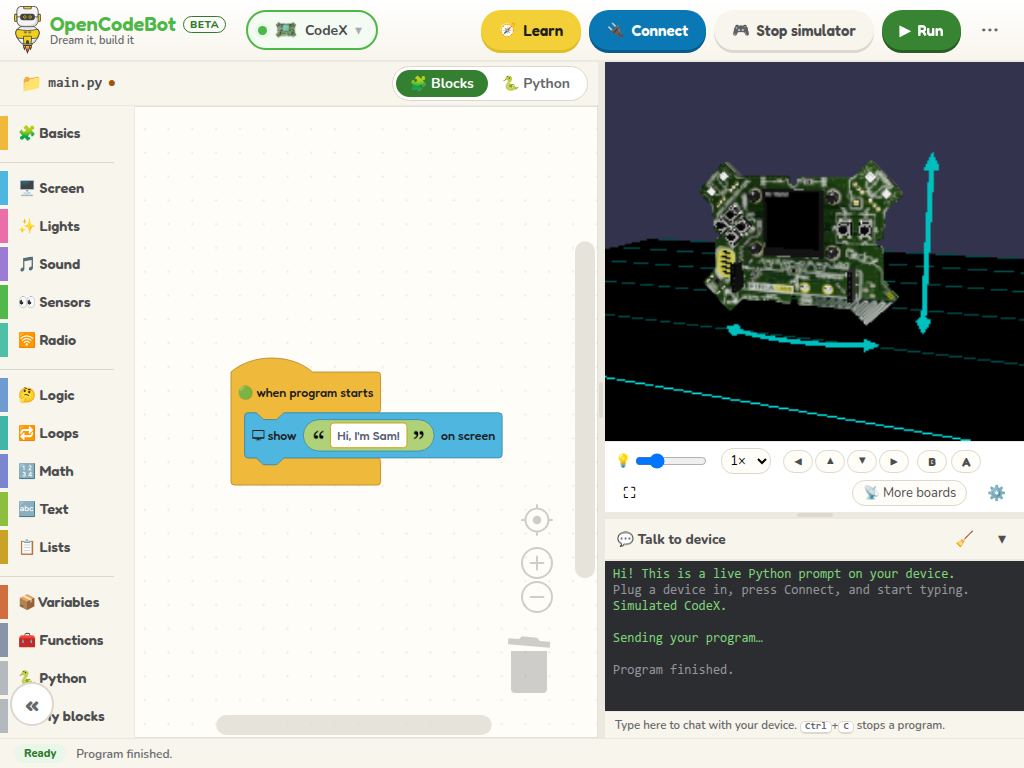 OpenCodeBot BETA
Dream it, build it
CodeX
Learn
Connect
Stop simulator
Run
main.py
Blocks
Python
Basics
Screen
Lights
Sound
Sensors
Radio
Logic
Loops
Math
Text
Lists
Variables
Functions
Python
y blocks
when program starts
show “ Hi, I'm Sam! ” on screen
1×
B
A
More boards
Talk to device
Hi! This is a live Python prompt on your device.
Plug a device in, press Connect, and start typing.
Simulated CodeX.
Sending your program…
Program finished.
Type here to chat with your device. Ctrl + C stops a program.
Ready
Program finished.